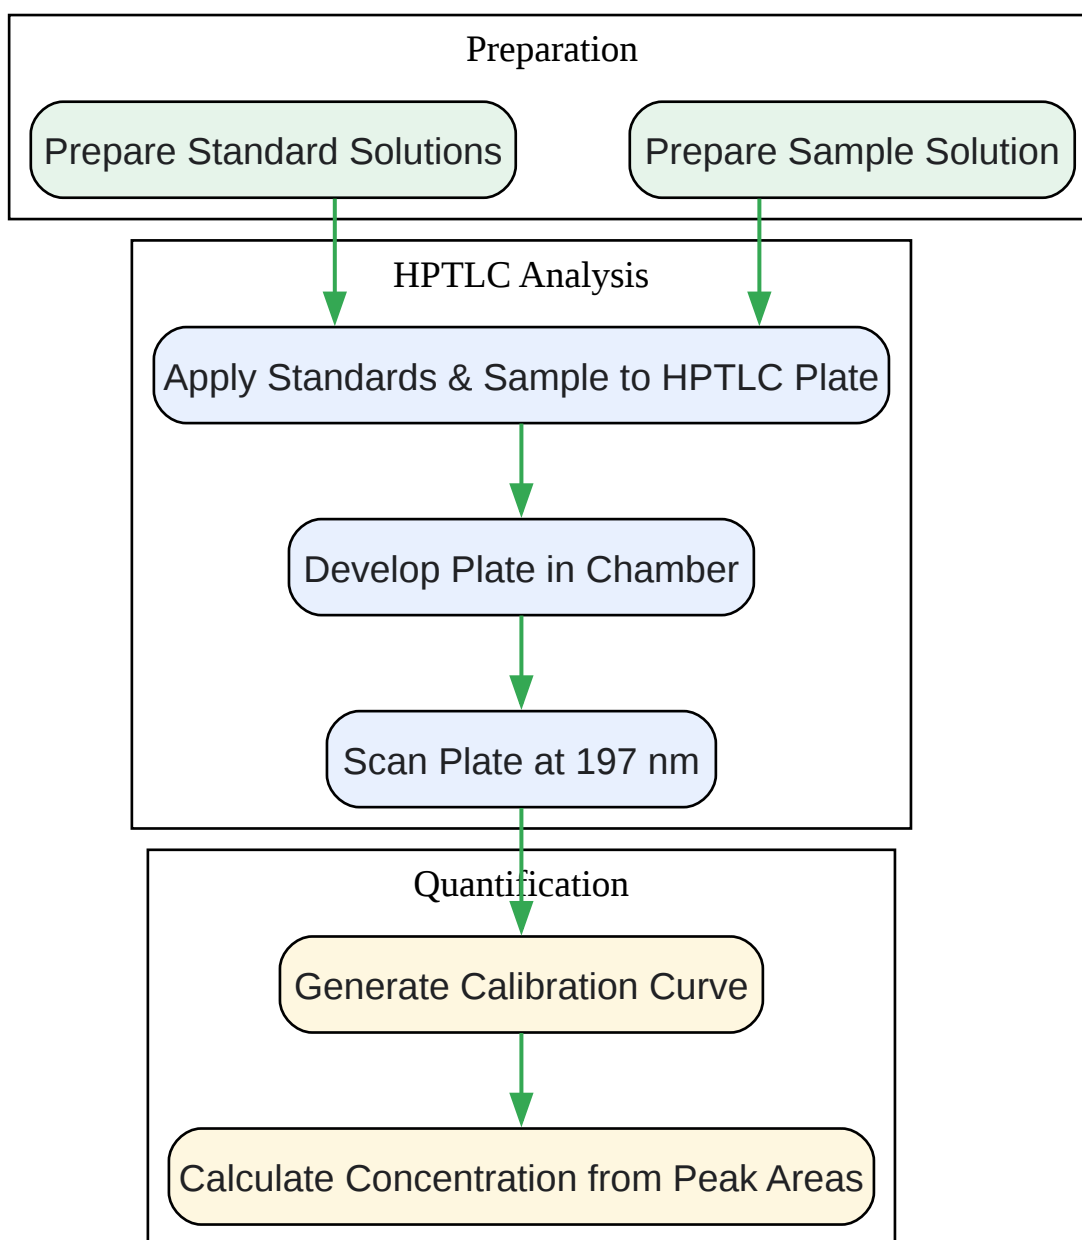 Preparation
Prepare Standard Solutions
Prepare Sample Solution
HPTLC Analysis
Apply Standards & Sample to HPTLC Plate
Develop Plate in Chamber
Scan Plate at 197 nm
Quantification
Generate Calibration Curve
Calculate Concentration from Peak Areas